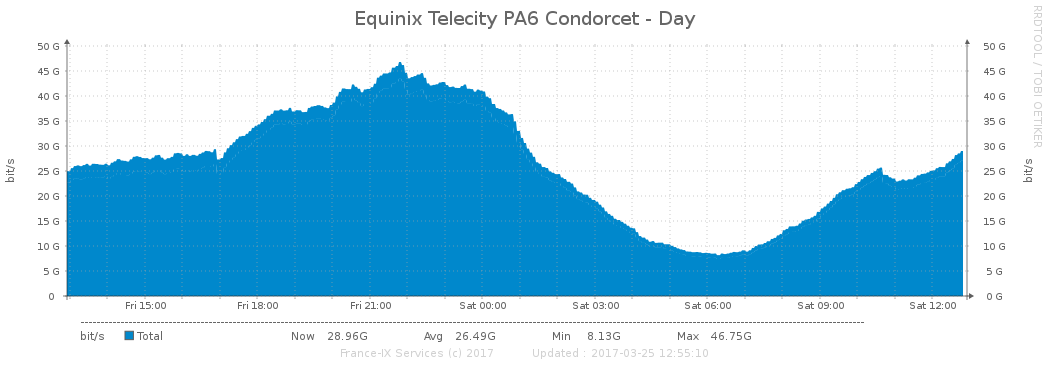 Equinix Telecity PA6 Condorcet - Day
RRDTOOL / TOBI OETIKER
bit/s
bit/s
50 G 50 G
45 G 45 G
40 G 40 G
35 G 35 G
30 G 30 G
25 G 25 G
20 G 20 G
15 G 15 G
10 G 10 G
5 G 5 G
0 0 G
Fri 15:00 Fri 18:00 Fri 21:00 Sat 00:00 Sat 03:00 Sat 06:00 Sat 09:00 Sat 12:00
bit/s Total Now 28.96G Avg 26.49G Min 8.13G Max 46.75G
France-IX Services (c) 2017 Updated : 2017-03-25 12:55:10